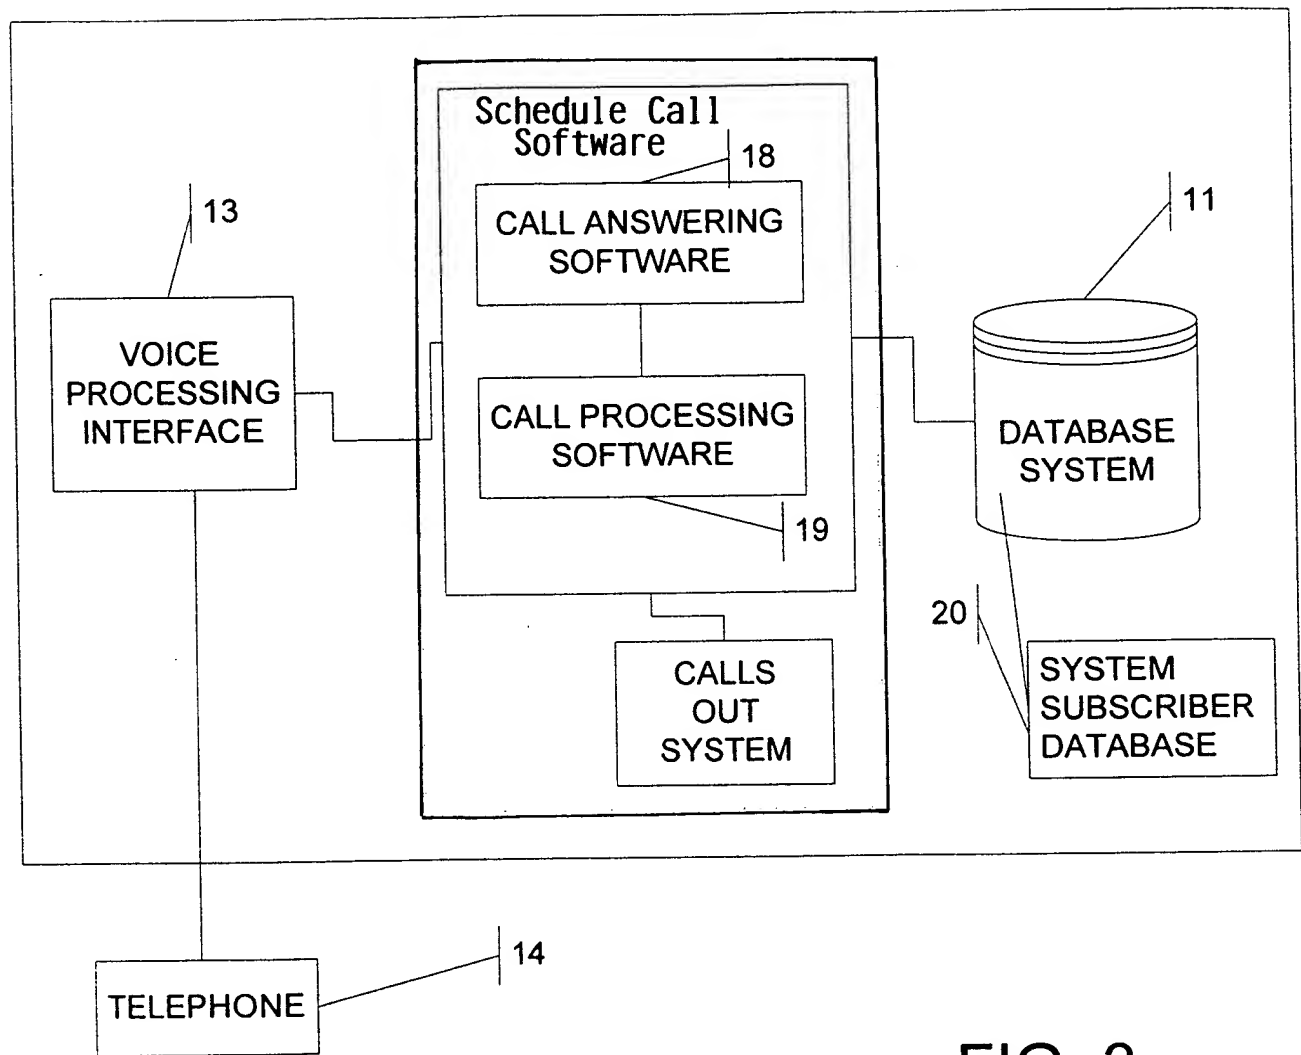 Schedule Call
Software
18
CALL ANSWERING
SOFTWARE
13
11
VOICE
PROCESSING
INTERFACE
CALL PROCESSING
SOFTWARE
DATABASE
SYSTEM
19
20
CALLS
OUT
SYSTEM
SYSTEM
SUBSCRIBER
DATABASE
14
TELEPHONE
FIG.